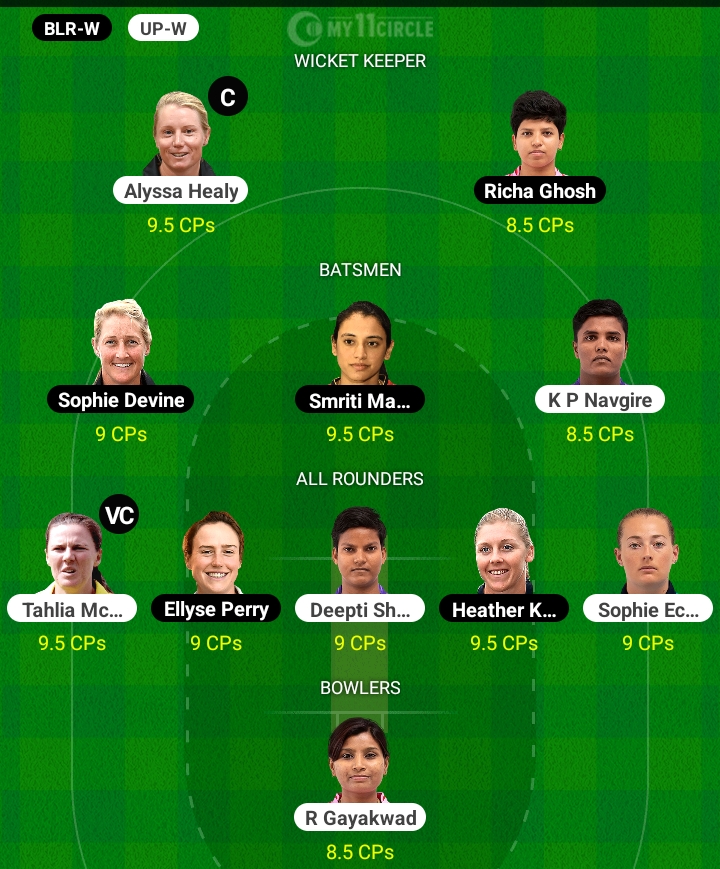 BLR-W UP-W MY11CIRCLE
WICKET KEEPER
C
Alyssa Healy Richa Ghosh
9.5 CPs 8.5 CPs
BATSMEN
Sophie Devine Smriti Ma... K P Navgire
9 CPs 9.5 CPs 8.5 CPs
ALL ROUNDERS
VC
Tahlia Mc... Ellyse Perry Deepti Sh... Heather K... Sophie Ec...
9.5 CPs 9 CPs 9 CPs 9.5 CPs 9 CPs
BOWLERS
R Gayakwad
8.5 CPs